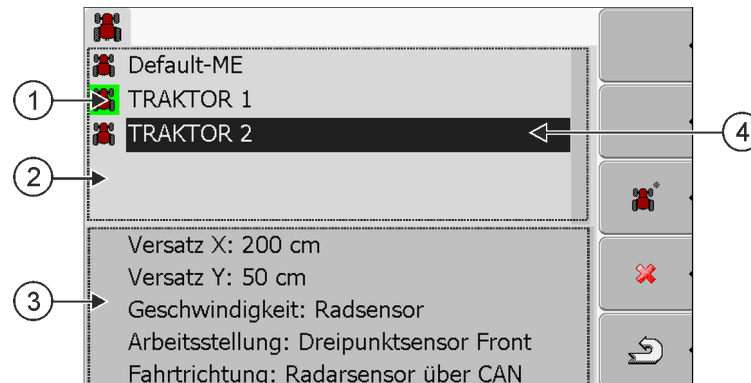 Default-ME
1 TRAKTOR 1
TRAKTOR 2 4
2
Versatz X: 200 cm
Versatz Y: 50 cm
3 Geschwindigkeit: Radsensor
Arbeitsstellung: Dreipunktsensor Front
Fahrtrichtung: Radarsensor über CAN